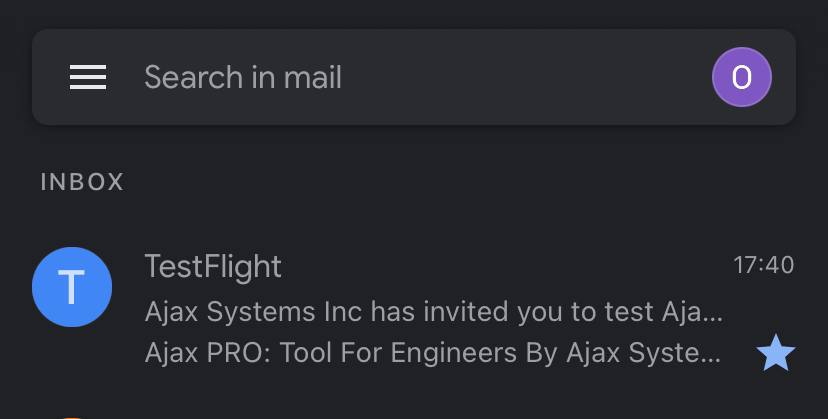 Search in mail
O
INBOX
T
TestFlight
17:40
Ajax Systems Inc has invited you to test Aja...
Ajax PRO: Tool For Engineers By Ajax Syste...